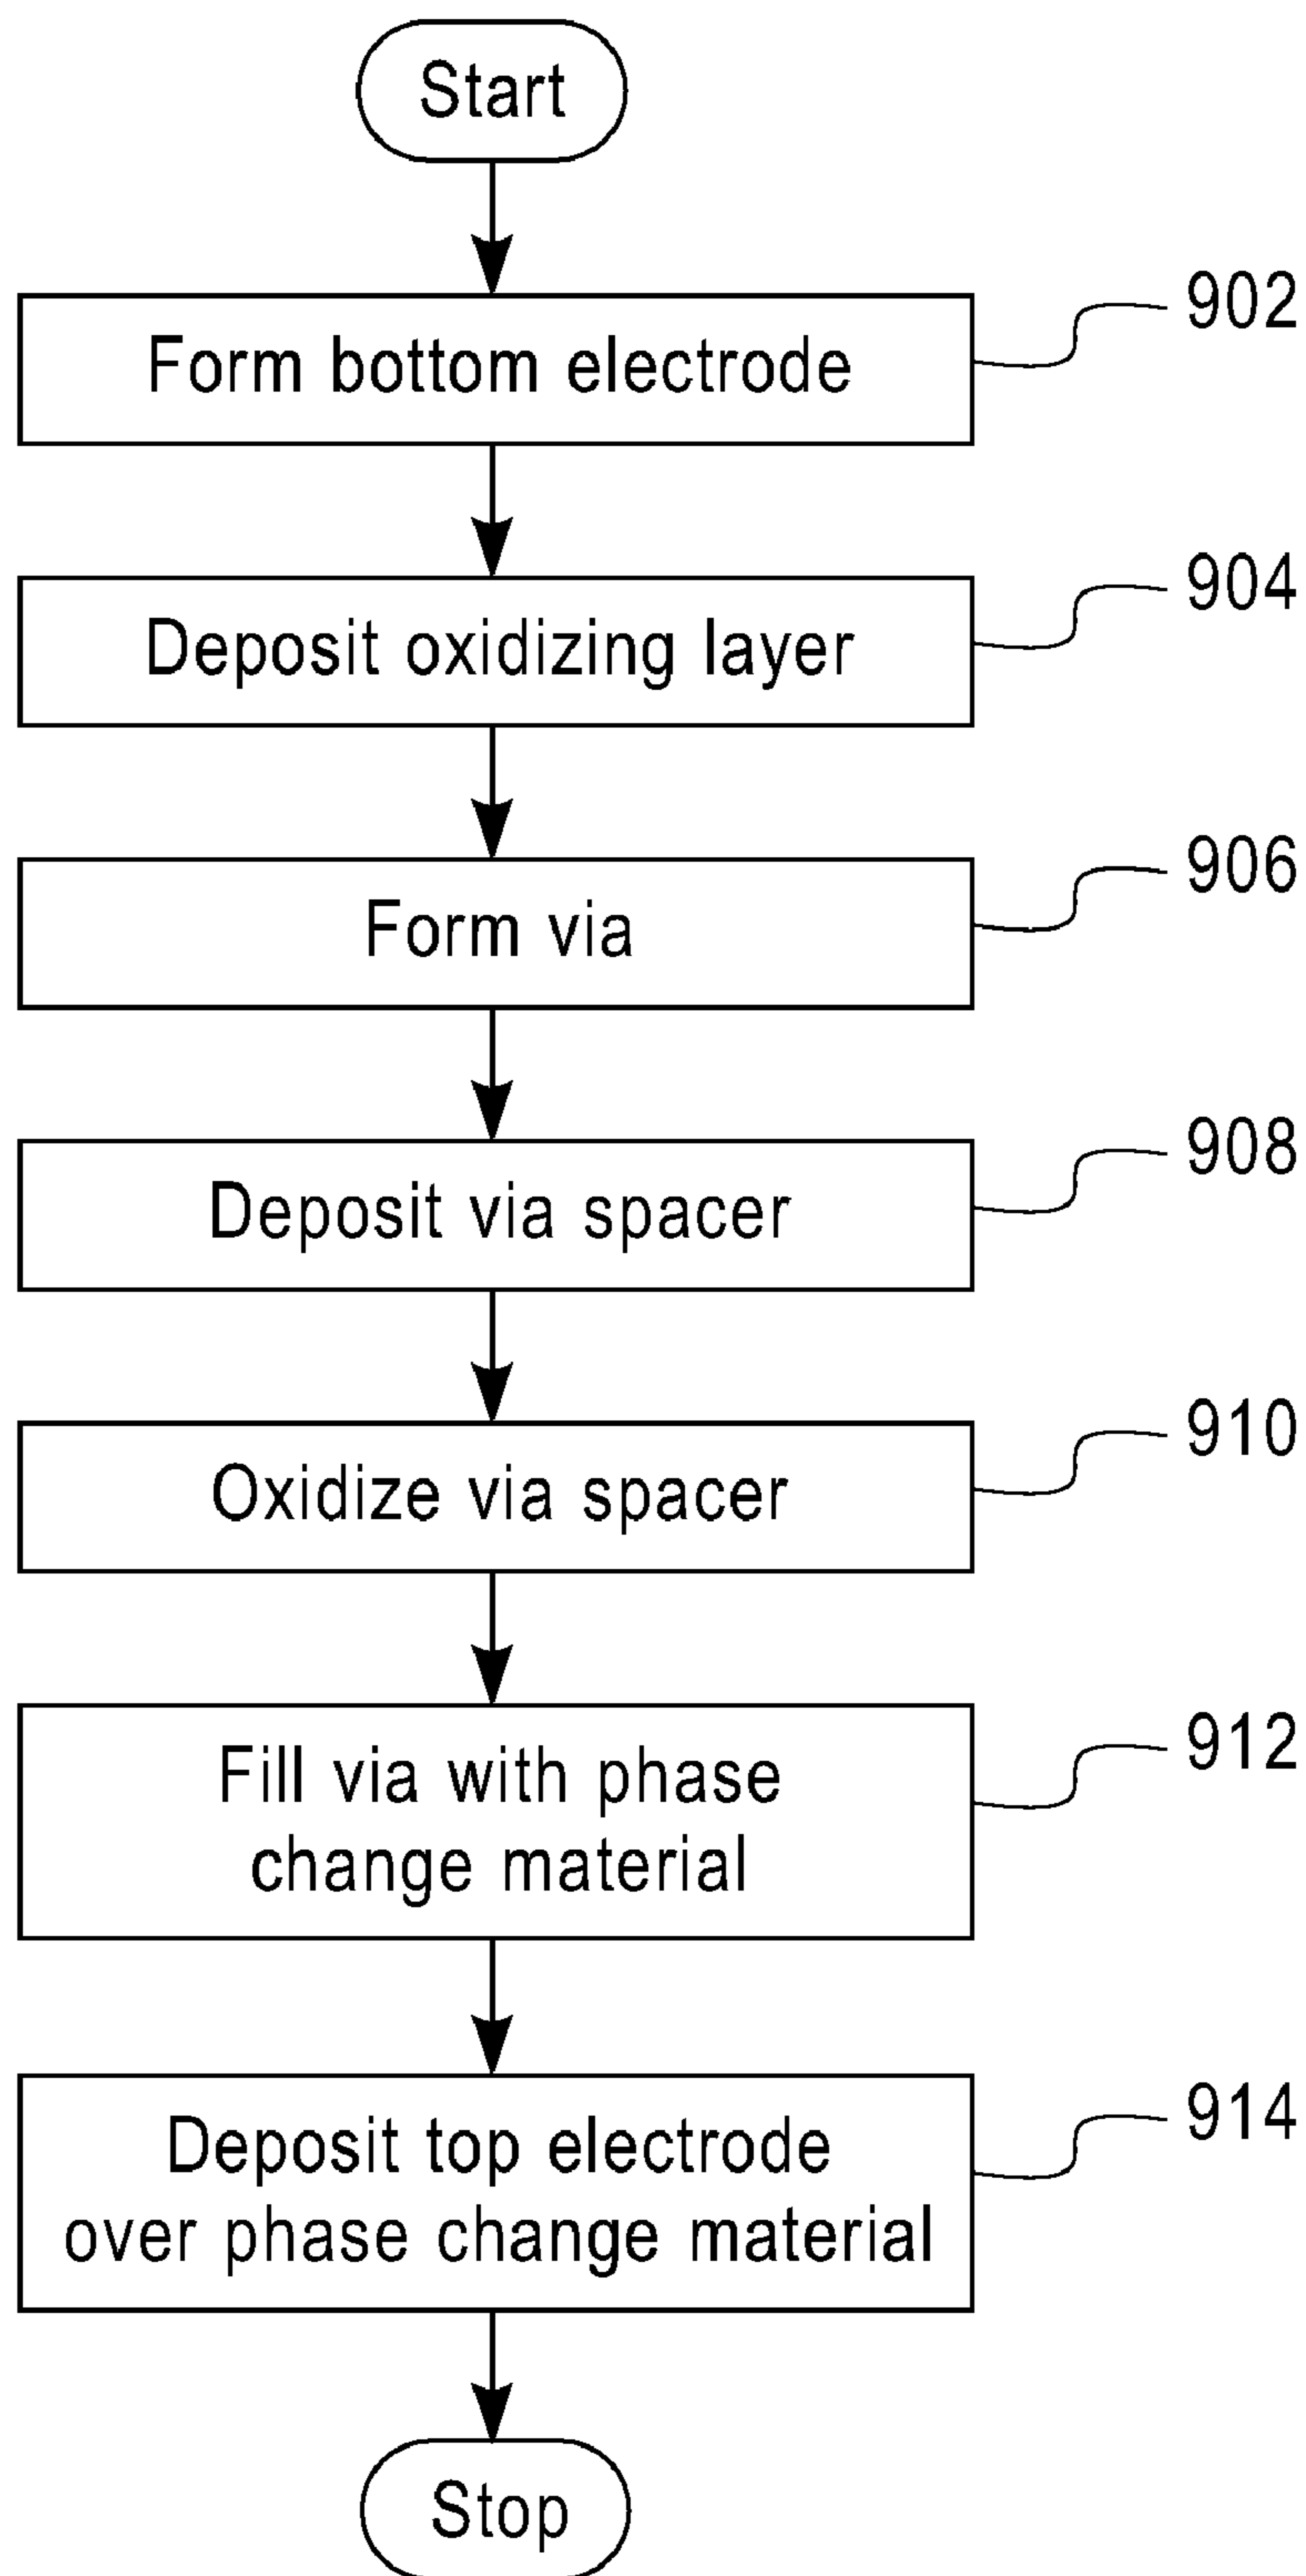 Start
902
Form bottom electrode
904
Deposit oxidizing layer
906
Form via
908
Deposit via spacer
910
Oxidize via spacer
912
Fill via with phase
change material
914
Deposit top electrode
over phase change material
Stop